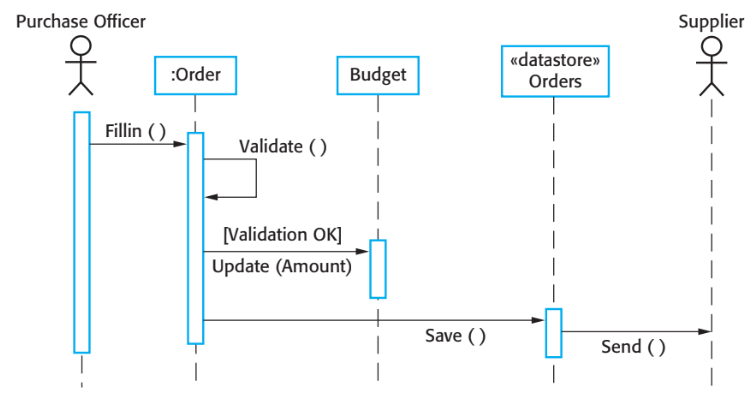 Purchase Officer
Supplier
:Order
Budget
«datastore»
Orders
Fillin ( )
Validate ( )
[Validation OK]
Update (Amount)
Save ( )
Send ( )